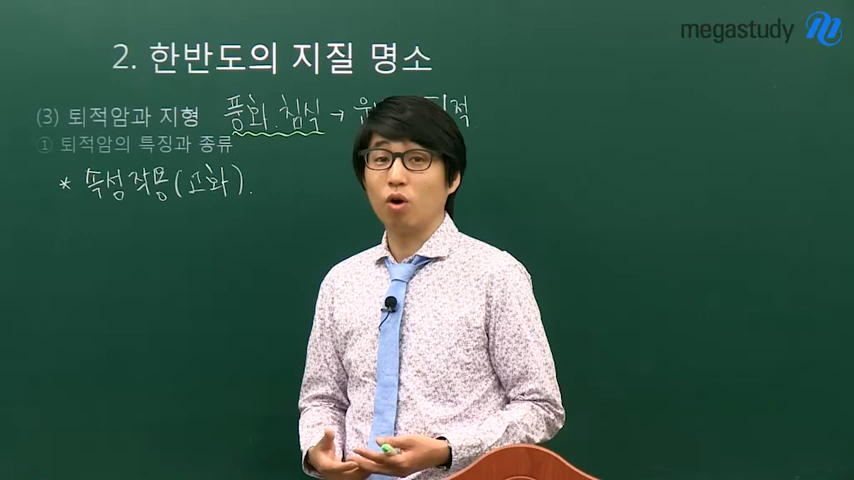 megastudy
2. 한반도의 지질 명소
(3) 퇴적암과 지형 풍화. 침식 →
① 퇴적암의 특징과 종류
* 속성작용(고화).